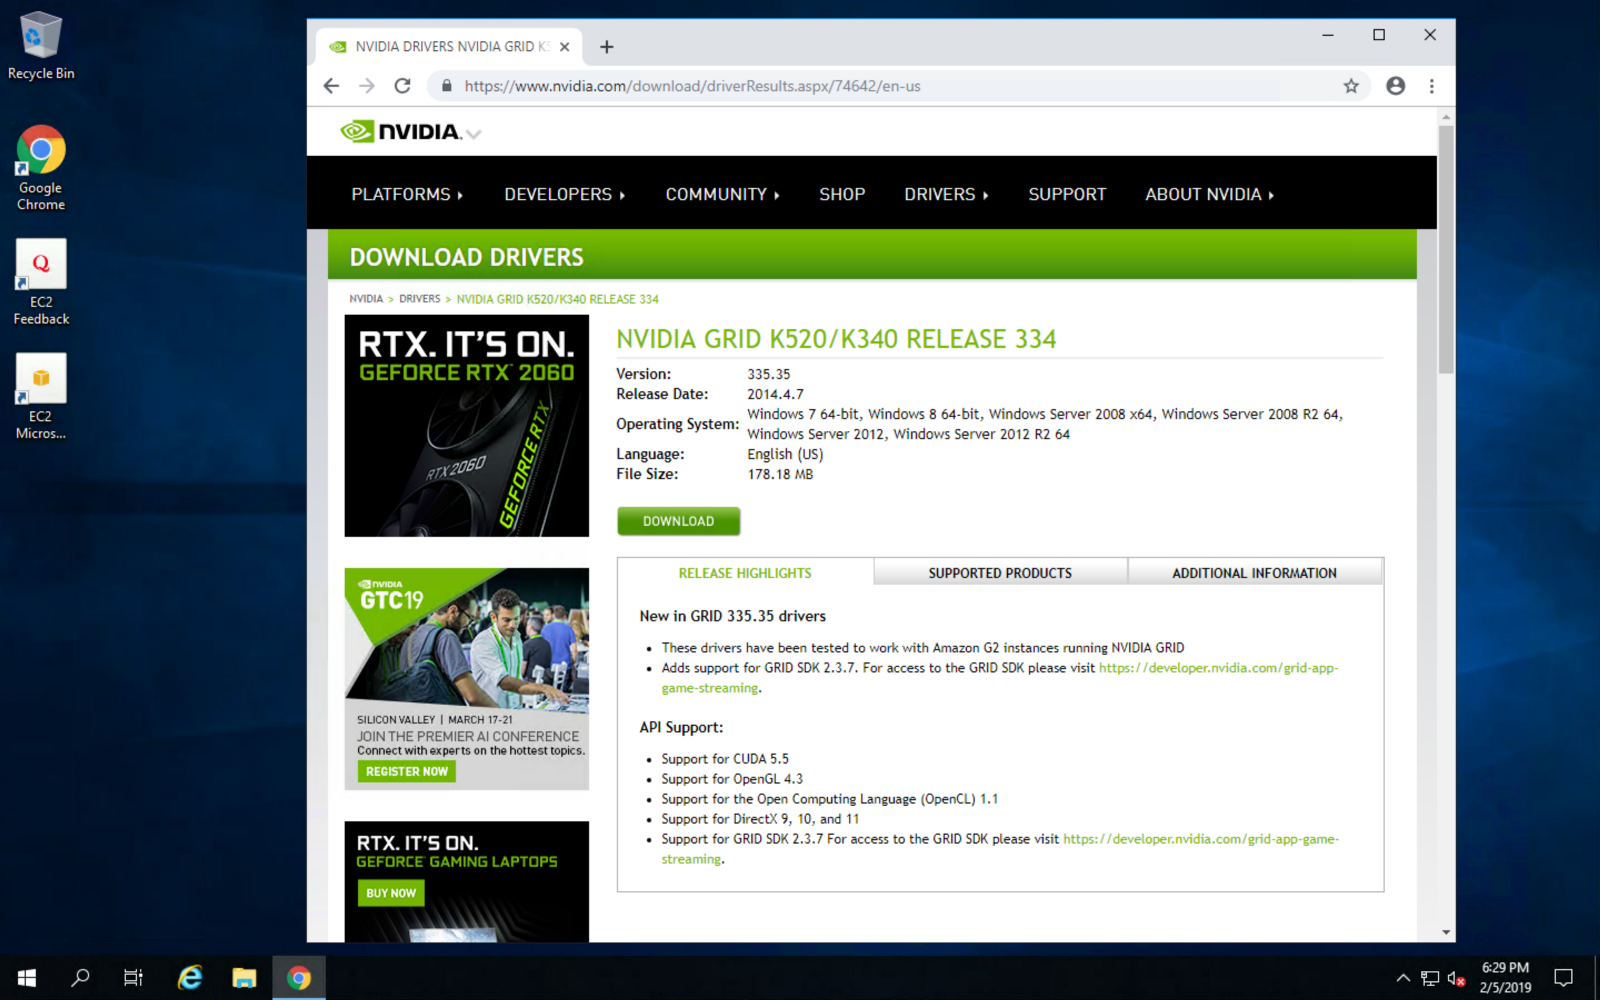 Recycle Bin
Google
Chrome
EC2
Feedback
EC2
Micros...
NVIDIA DRIVERS NVIDIA GRID K5
https://www.nvidia.com/download/driverResults.aspx/74642/en-us
NVIDIA.
PLATFORMS DEVELOPERS COMMUNITY SHOP DRIVERS SUPPORT ABOUT NVIDIA
DOWNLOAD DRIVERS
NVIDIA > DRIVERS > NVIDIA GRID K520/K340 RELEASE 334
RTX. IT'S ON.
GEFORCE RTX™ 2060
RTX2060
GEFORCE RTX
NVIDIA GRID K520/K340 RELEASE 334
Version: 335.35
Release Date: 2014.4.7
Operating System: Windows 7 64-bit, Windows 8 64-bit, Windows Server 2008 x64, Windows Server 2008 R2 64,
Windows Server 2012, Windows Server 2012 R2 64
Language: English (US)
File Size: 178.18 MB
DOWNLOAD
RELEASE HIGHLIGHTS SUPPORTED PRODUCTS ADDITIONAL INFORMATION
New in GRID 335.35 drivers
• These drivers have been tested to work with Amazon G2 instances running NVIDIA GRID
• Adds support for GRID SDK 2.3.7. For access to the GRID SDK please visit https://developer.nvidia.com/grid-app-
game-streaming.
API Support:
• Support for CUDA 5.5
• Support for OpenGL 4.3
• Support for the Open Computing Language (OpenCL) 1.1
• Support for DirectX 9, 10, and 11
• Support for GRID SDK 2.3.7 For access to the GRID SDK please visit https://developer.nvidia.com/grid-app-game-
streaming.
NVIDIA
GTC19
SILICON VALLEY | MARCH 17-21
JOIN THE PREMIER AI CONFERENCE
Connect with experts on the hottest topics.
REGISTER NOW
RTX. IT'S ON.
GEFORCE® GAMING LAPTOPS
BUY NOW
6:29 PM
2/5/2019